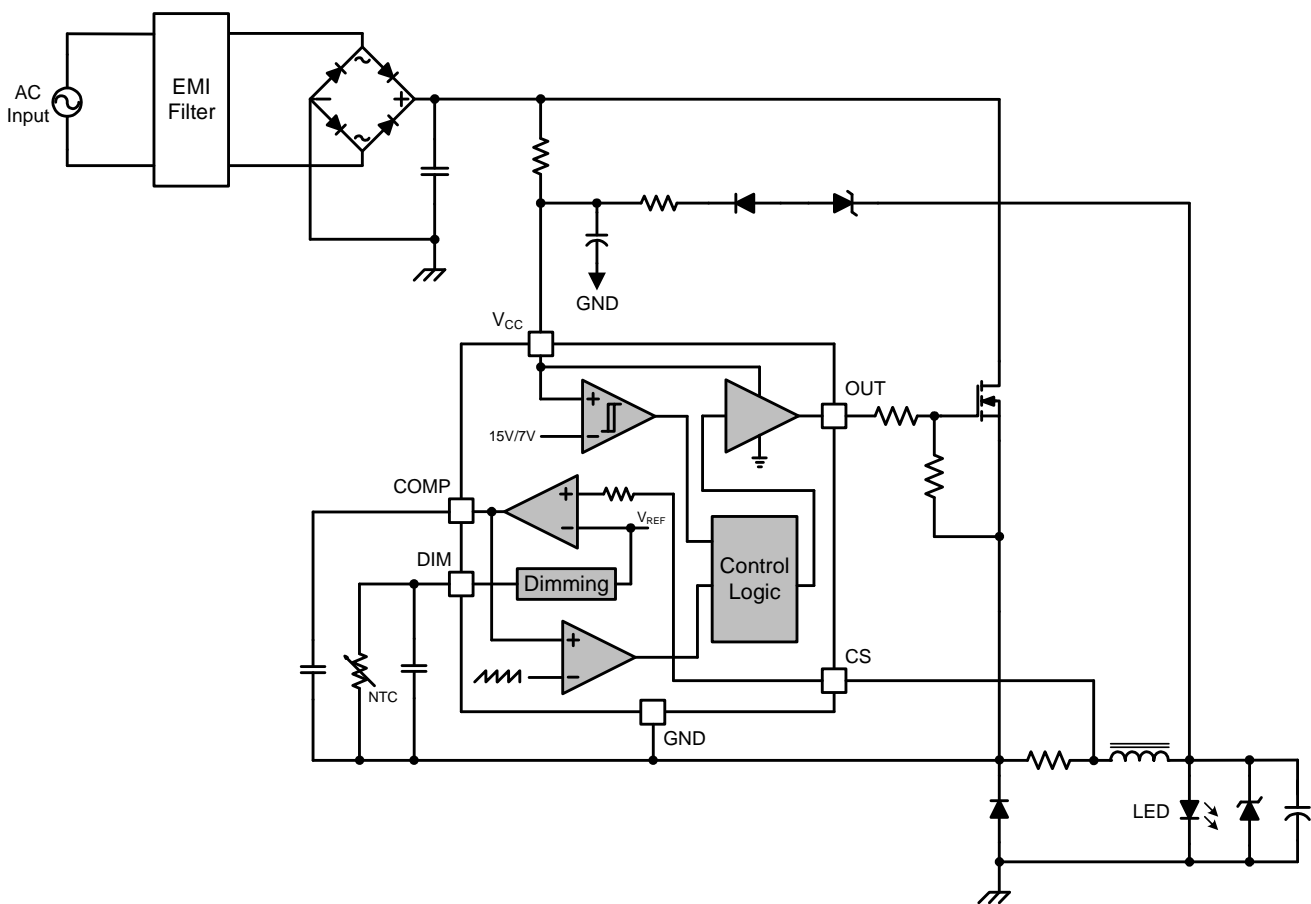 AC
Input
EMI
Filter
GND
VCC
OUT
15V/7V
COMP
VREF
DIM
Dimming
Control
Logic
CS
NTC
GND
LED